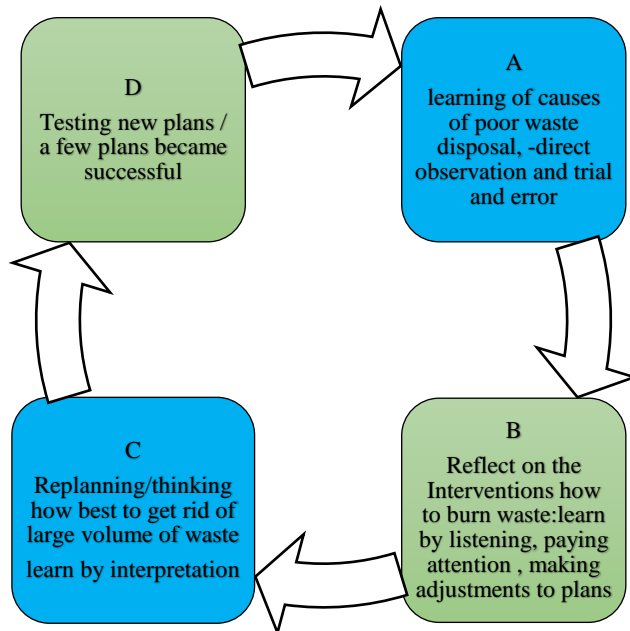 D
Testing new plans /
a few plans became
successful
A
learning of causes
of poor waste
disposal, -direct
observation and trial
and error
B
Reflect on the
Interventions how
to burn waste:learn
by listening, paying
attention , making
adjustments to plans
C
Replanning/thinking
how best to get rid of
large volume of waste
learn by interpretation